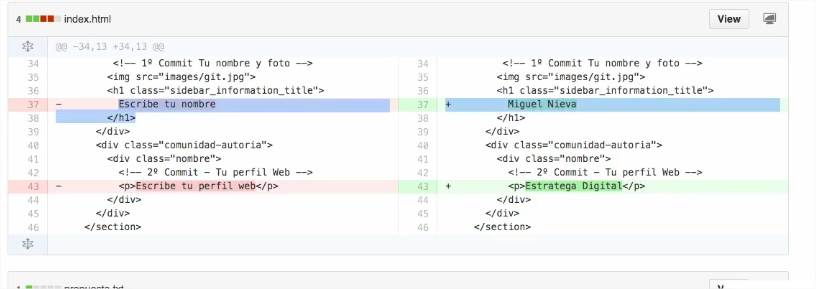 4 index.html View
@@ -34,13 +34,13 @@
34 <!-- 1º Commit Tu nombre y foto -->
35 <img src="images/git.jpg">
36 <h1 class="sidebar_information_title">
37 - Escribe tu nombre
38 </h1>
39 </div>
40 <div class="comunidad-autoria">
41 <div class="nombre">
42 <!-- 2º Commit - Tu perfil Web -->
43 - <p>Escribe tu perfil web</p>
44 </div>
45 </div>
46 </section>
34 <!-- 1º Commit Tu nombre y foto -->
35 <img src="images/git.jpg">
36 <h1 class="sidebar_information_title">
37 + Miguel Nieva
38 </h1>
39 </div>
40 <div class="comunidad-autoria">
41 <div class="nombre">
42 <!-- 2º Commit - Tu perfil Web -->
43 + <p>Estratega Digital</p>
44 </div>
45 </div>
46 </section>